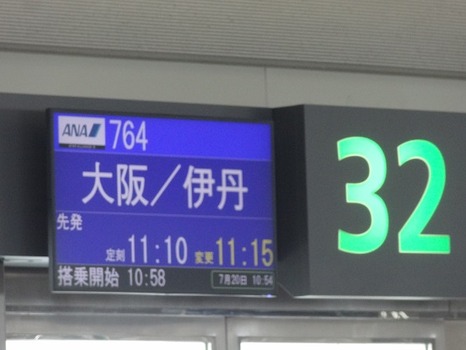 ANA 764
大阪／伊丹
先発
定刻 11:10 変更 11:15
搭乗開始 10:58 7月20日 10:54
32